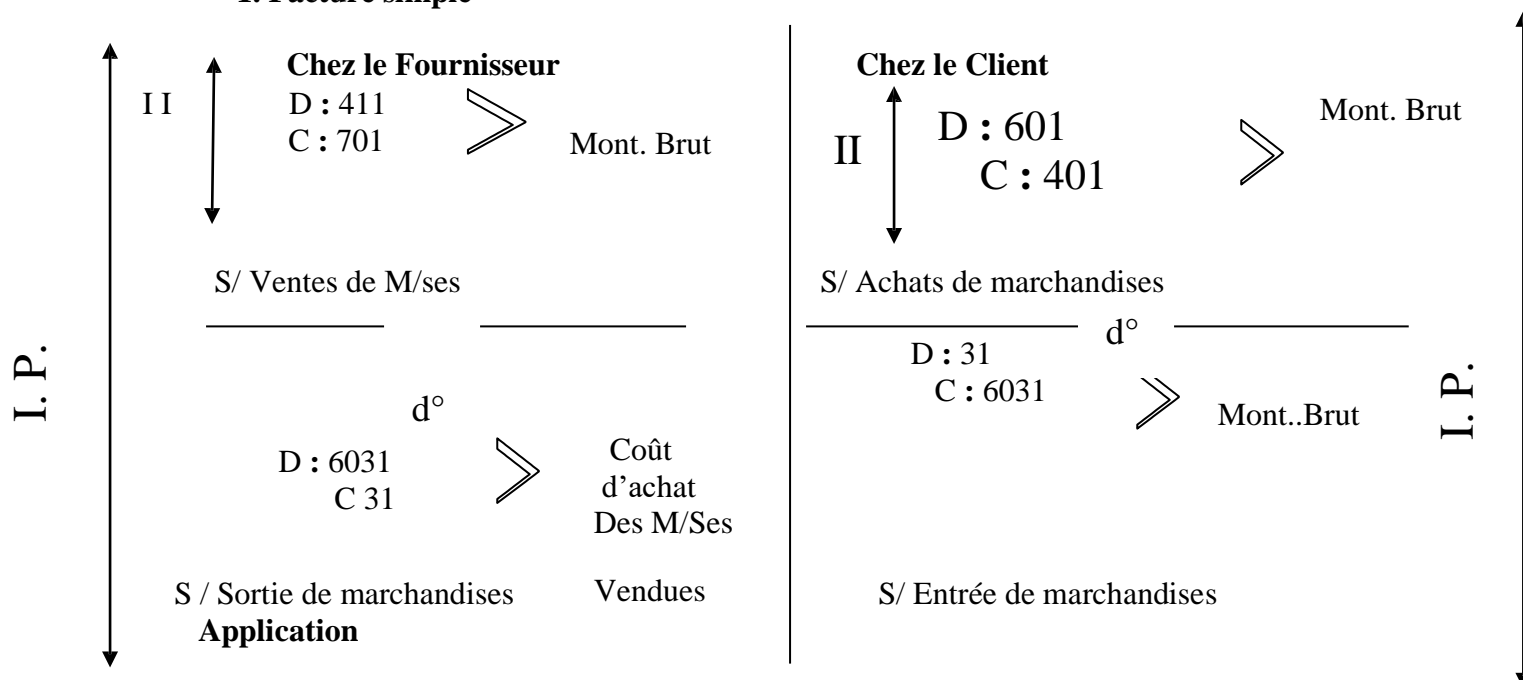 1. Facture simple
Chez le Fournisseur
I I
D : 411
C : 701
Mont. Brut
S/ Ventes de M/ses
I. P.
d°
D : 6031
C 31
Coût
d'achat
Des M/Ses
Vendues
S / Sortie de marchandises
Application
Chez le Client
II
D : 601
C : 401
Mont. Brut
S/ Achats de marchandises
d°
D : 31
C : 6031
Mont..Brut
I. P.
S/ Entrée de marchandises